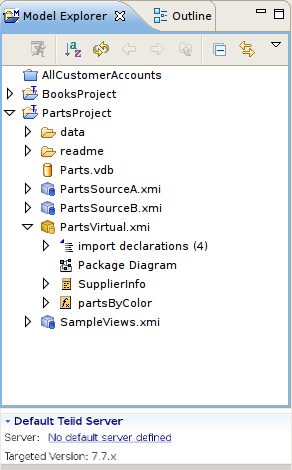 Model Explorer
Outline
AllCustomerAccounts
BooksProject
PartsProject
data
readme
Parts.vdb
PartsSourceA.xmi
PartsSourceB.xmi
PartsVirtual.xmi
import declarations (4)
Package Diagram
SupplierInfo
partsByColor
SampleViews.xmi
Default Teiid Server
Server: No default server defined
Targeted Version: 7.7.x